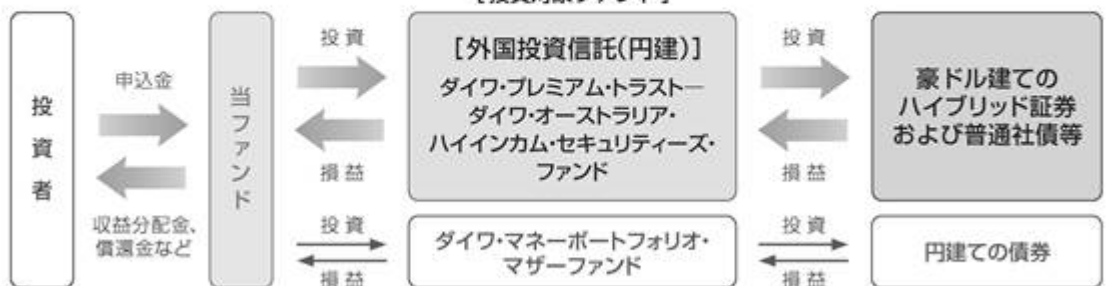 投資者
申込金
収益分配金、
償還金など
当ファンド
投資
損益
[外国投資信託(円建)]
ダイワ・プレミアム・トラスト―
ダイワ・オーストラリア・
ハイインカム・セキュリティーズ・
ファンド
投資
損益
豪ドル建ての
ハイブリッド証券
および普通社債等
投資
損益
ダイワ・マネーポートフォリオ・
マザーファンド
投資
損益
円建ての債券